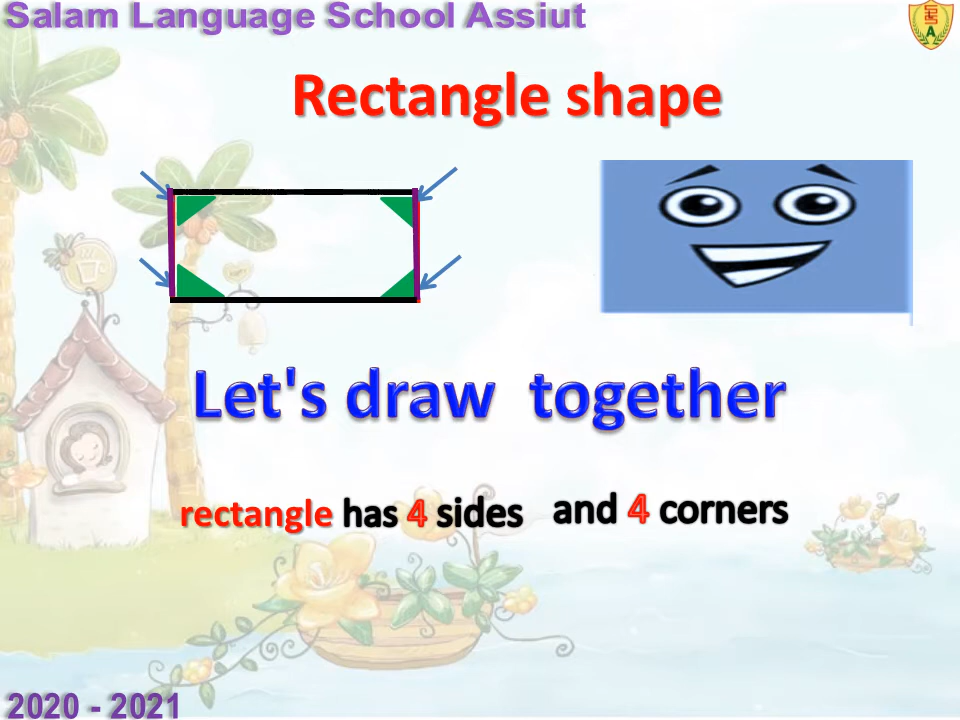 Salam Language School Assiut
Rectangle shape
Let's draw together
rectangle has 4 sides and 4 corners
2020 - 2021